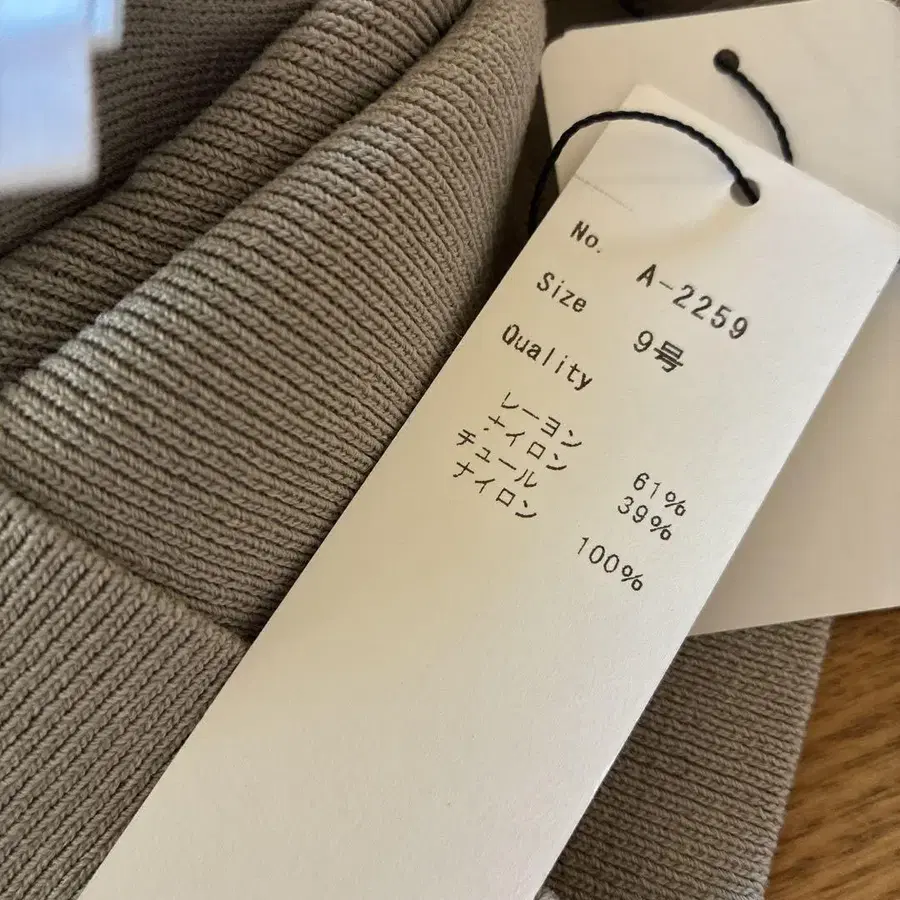 No. A-2259
Size 9号
Quality
レーヨン 61%
ナイロン 39%
チュール
ナイロン 100%